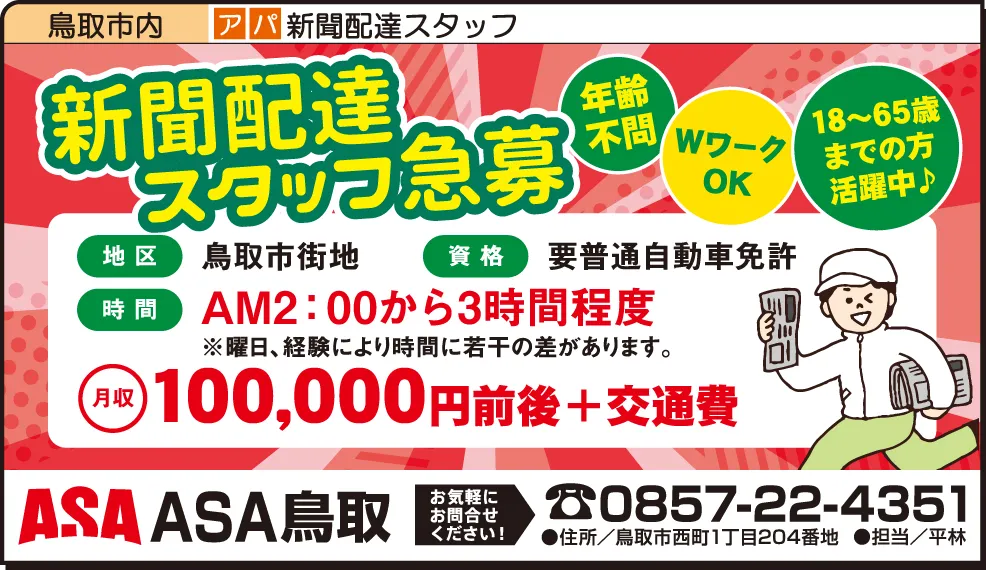 鳥取市内 アパ新聞配達スタッフ
新聞配達
スタッフ急募
年齢
不問
Wワーク
OK
18〜65歳
までの方
活躍中♪
地区 鳥取市街地 資格 要普通自動車免許
時間 AM2：00から3時間程度
※曜日、経験により時間に若干の差があります。
月収 100,000円前後＋交通費
ASA ASA鳥取
お気軽に
お問合せ
ください！
☎0857-22-4351
●住所／鳥取市西町1丁目204番地 ●担当／平林